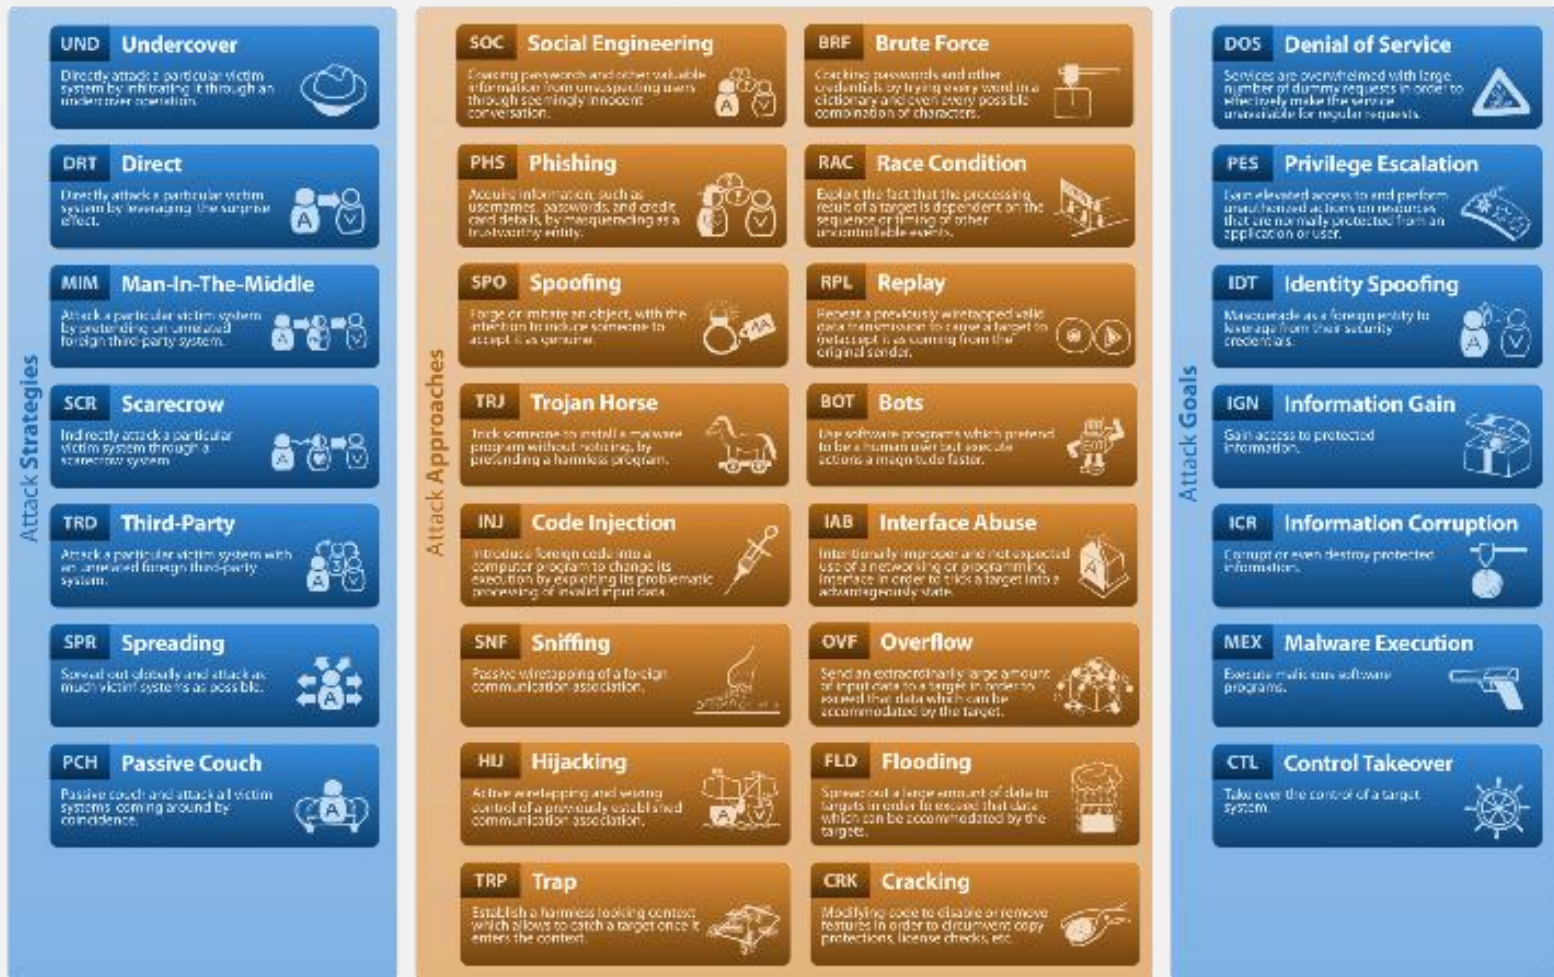 Attack Strategies
UND Undercover
Directly attack a particular victim
system by infiltrating it through an
undercover operation.
DRT Direct
Directly attack a particular victim
system by leveraging the surprise
effect.
MIM Man-In-The-Middle
Attack a particular victim system
by pretending an unrelated
foreign third-party system.
SCR Scarecrow
Indirectly attack a particular
victim system through a
scarecrow system.
TRD Third-Party
Attack a particular victim system with
an unrelated foreign third-party
system.
SPR Spreading
Spread out globally and attack as
much victim systems as possible.
PCH Passive Couch
Passive couch and attack all victim
systems, coming around by
coincidence.
Attack Approaches
SOC Social Engineering
Coaxing passwords and other valuable
information from unsuspecting users
through seemingly innocent
conversation.
PHS Phishing
Acquire information, such as
usernames, passwords, and credit
card details, by masquerading as a
trustworthy entity.
SPO Spoofing
Forge or imitate an object, with the
intention to induce someone to
accept it as genuine.
TRJ Trojan Horse
Trick someone to install a malware
program without noticing, by
pretending a harmless program.
INJ Code Injection
Introduce foreign code into a
computer program to change its
execution by exploiting its problematic
processing of invalid input data.
SNF Sniffing
Passive wiretapping of a foreign
communication association.
HIJ Hijacking
Active wiretapping and seizing
control of a previously established
communication association.
TRP Trap
Establish a harmless looking context
which allows to catch a target once it
enters the context.
BRF Brute Force
Cracking passwords and other
credentials by trying every word in a
dictionary and even every possible
combination of characters.
RAC Race Condition
Exploit the fact that the processing
result of a target is dependent on the
sequence or timing of other
uncontrollable events.
RPL Replay
Repeat a previously wiretapped valid
data transmission to cause a target to
(re)accept it as coming from the
original sender.
BOT Bots
Use software programs which pretend
to be a human user but execute
actions a magnitude faster.
BOT
IAB Interface Abuse
Intentionally improper and not expected
use of a networking or programming
interface in order to trick a target into a
advantageously state.
OVF Overflow
Send an extraordinarily large amount
of input data to a target in order to
exceed that data which can be
accommodated by the target.
FLD Flooding
Spread out a large amount of data to
targets in order to exceed that data
which can be accommodated by the
targets.
CRK Cracking
Modifying code to disable or remove
features in order to circumvent copy
protections, license checks, etc.
Attack Goals
DOS Denial of Service
Services are overwhelmed with large
number of dummy requests in order to
effectively make the service
unavailable for regular requests.
PES Privilege Escalation
Gain elevated access to and perform
unauthorized actions on resources
that are normally protected from an
application or user.
IDT Identity Spoofing
Masquerade as a foreign entity to
leverage from their security
credentials.
IGN Information Gain
Gain access to protected
information.
ICR Information Corruption
Corrupt or even destroy protected
information.
MEX Malware Execution
Execute malicious software
programs.
CTL Control Takeover
Take over the control of a target
system.